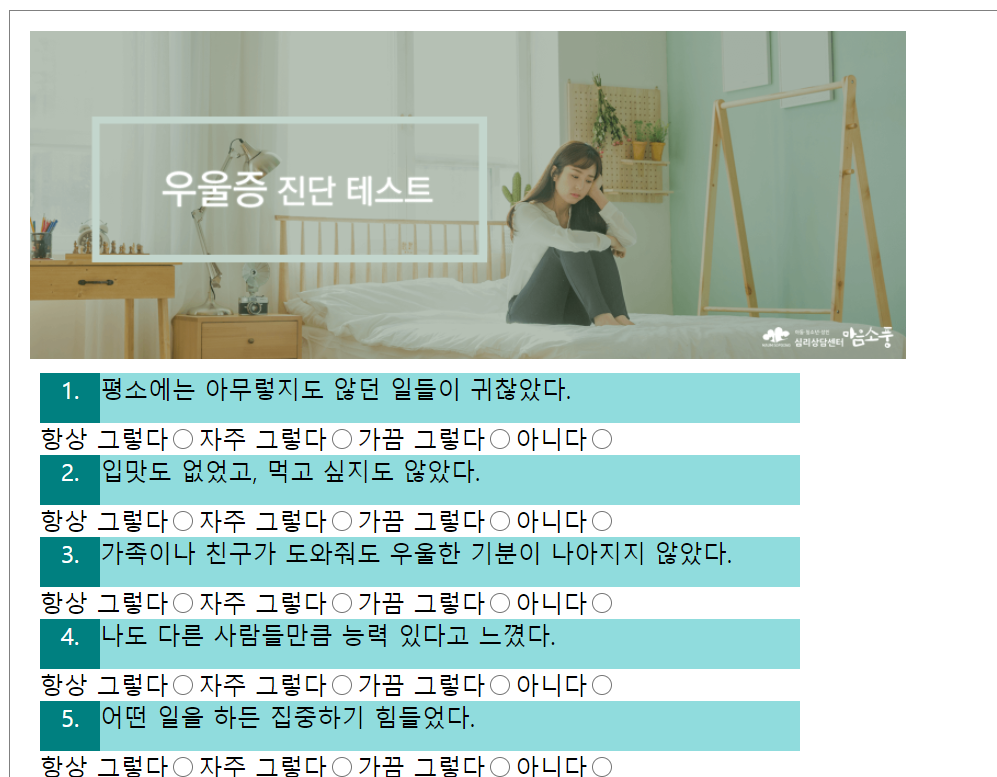 우울증 진단 테스트
심리상담센터 마음소풍
1. 평소에는 아무렇지도 않던 일들이 귀찮았다.
항상 그렇다 자주 그렇다 가끔 그렇다 아니다
2. 입맛도 없었고, 먹고 싶지도 않았다.
항상 그렇다 자주 그렇다 가끔 그렇다 아니다
3. 가족이나 친구가 도와줘도 우울한 기분이 나아지지 않았다.
항상 그렇다 자주 그렇다 가끔 그렇다 아니다
4. 나도 다른 사람들만큼 능력 있다고 느꼈다.
항상 그렇다 자주 그렇다 가끔 그렇다 아니다
5. 어떤 일을 하든 집중하기 힘들었다.
항상 그렇다 자주 그렇다 가끔 그렇다 아니다